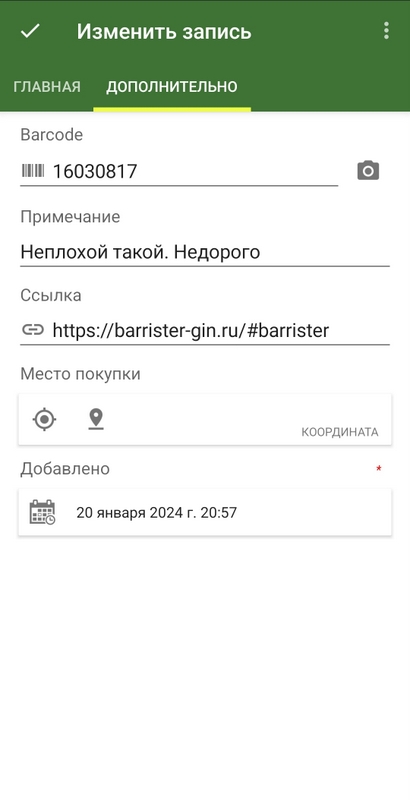 Изменить запись
ГЛАВНАЯ ДОПОЛНИТЕЛЬНО
Barcode
16030817
Примечание
Неплохой такой. Недорого
Ссылка
https://barrister-gin.ru/#barrister
Место покупки
КООРДИНАТА
Добавлено *
20 января 2024 г. 20:57